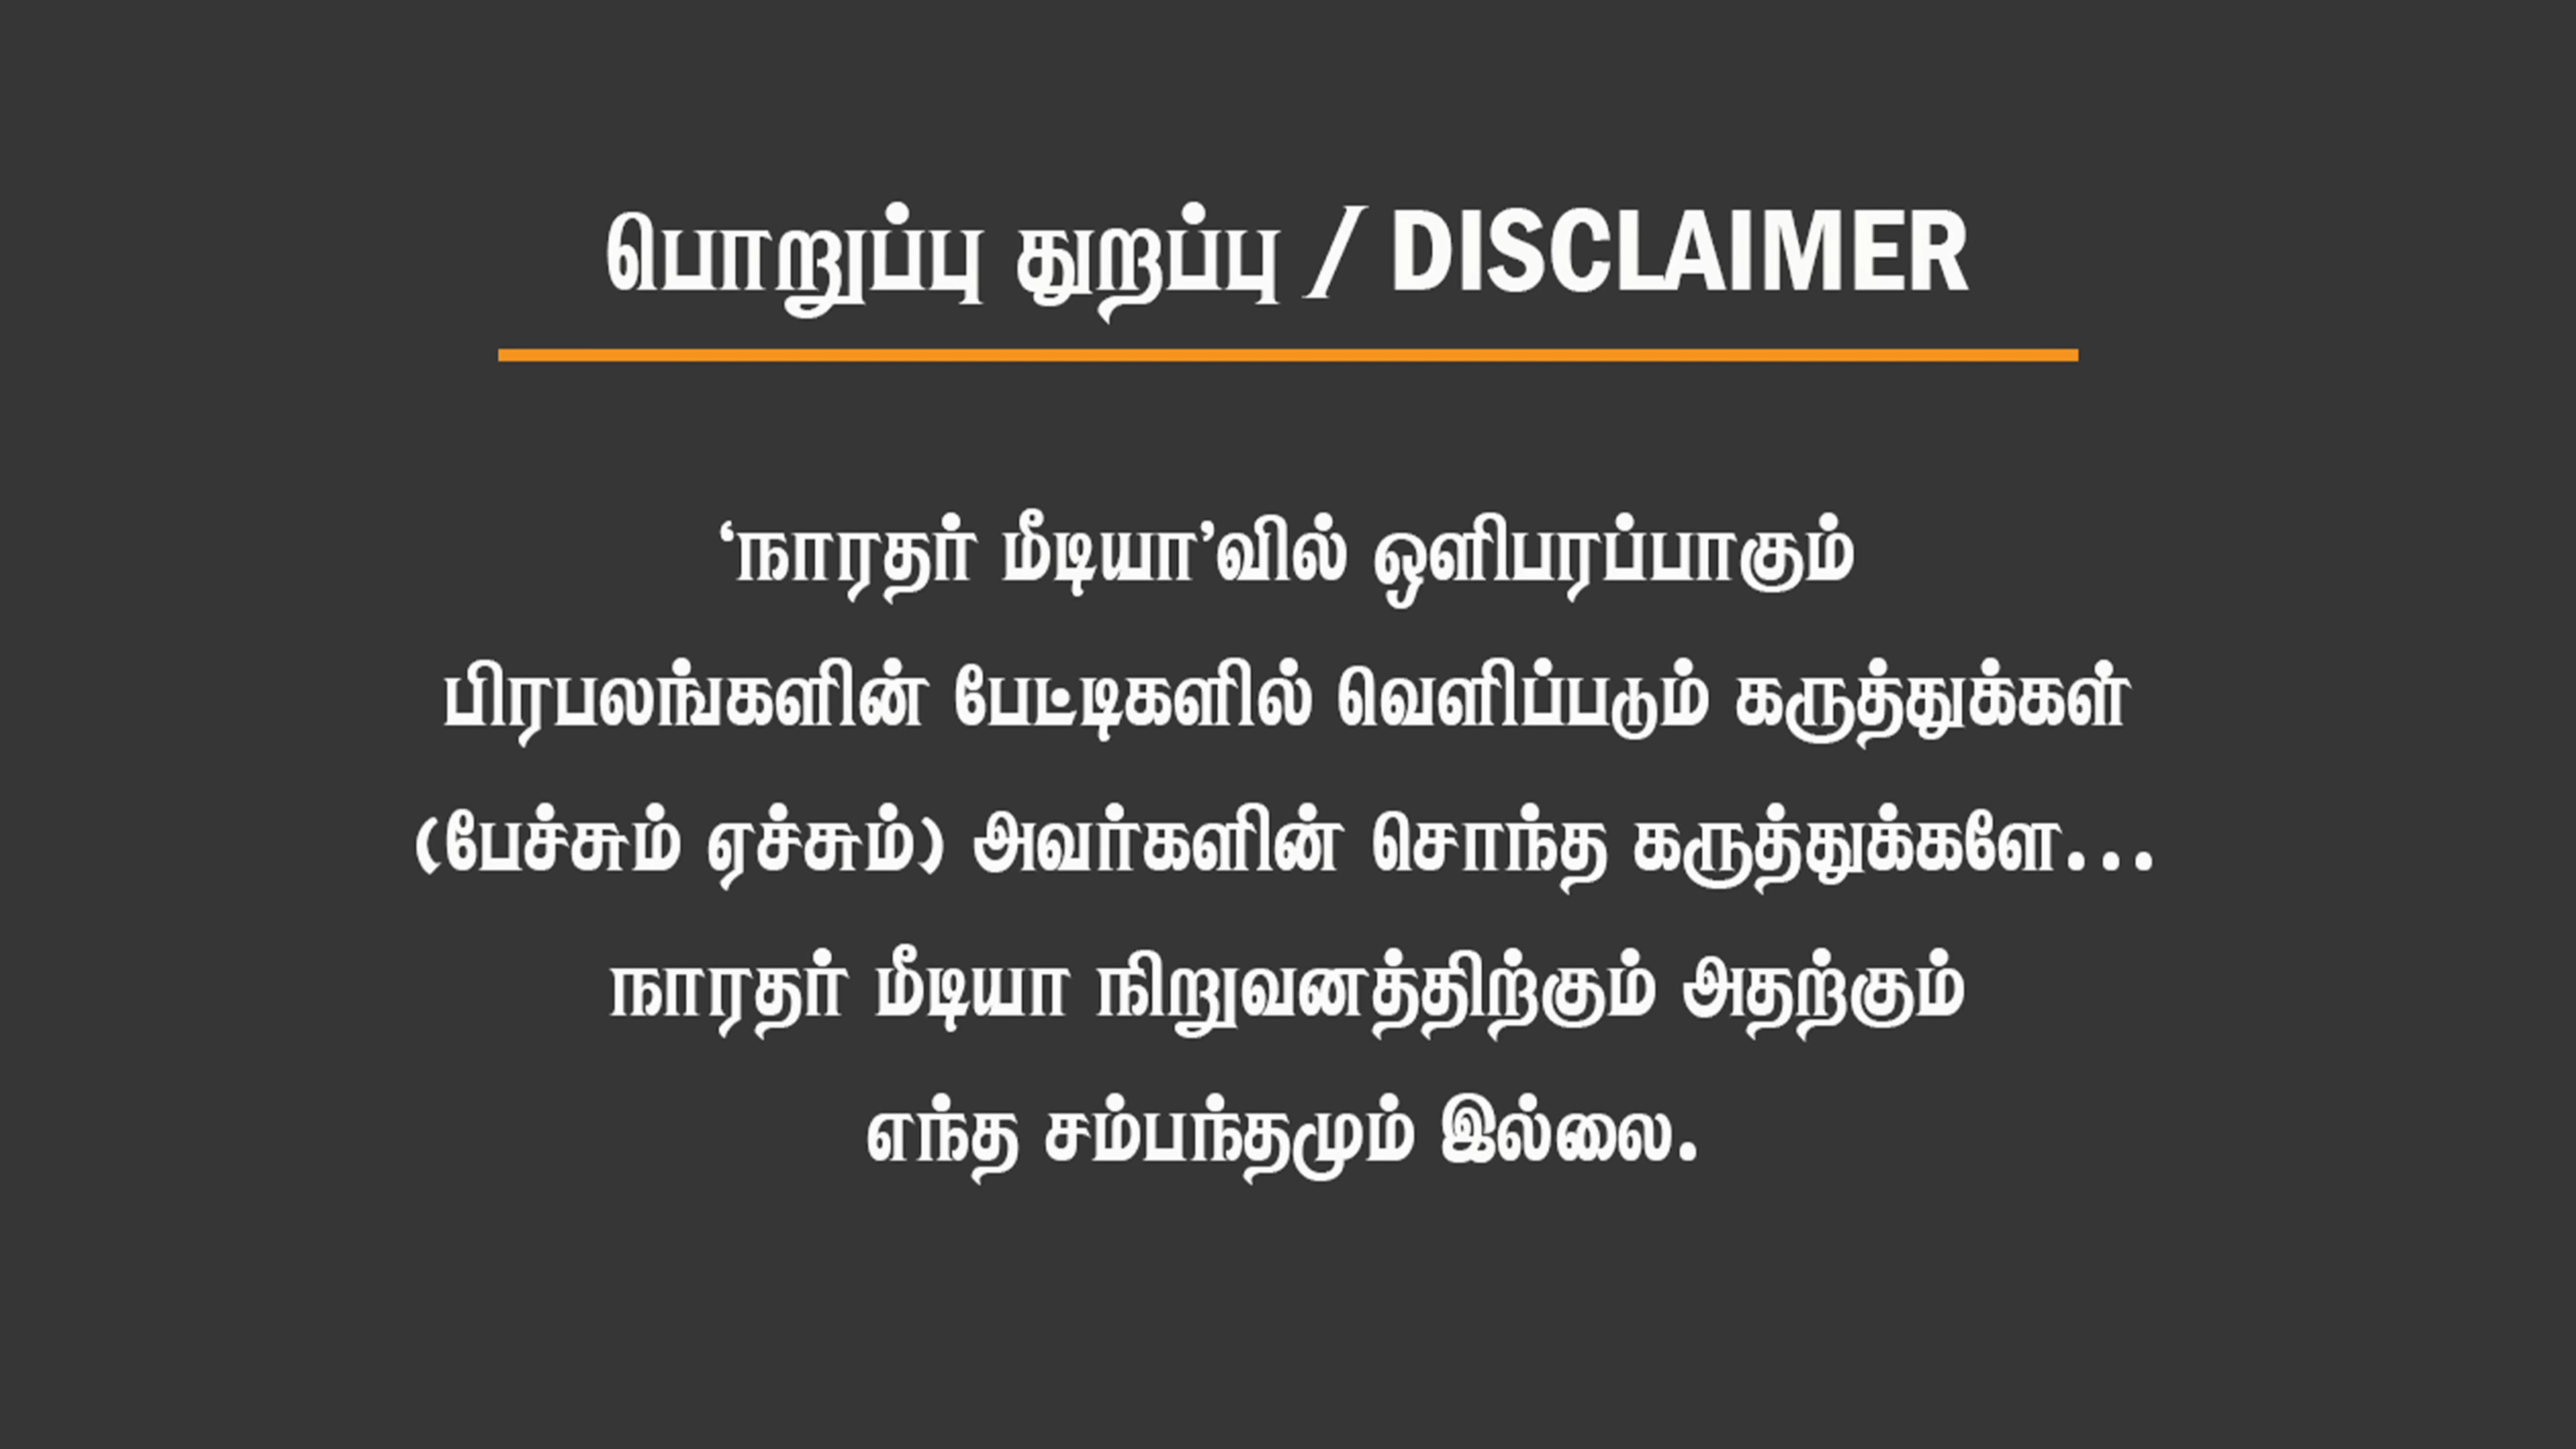 பொறுப்பு துறப்பு / DISCLAIMER
‘நாரதர் மீடியா’வில் ஒளிபரப்பாகும்
பிரபலங்களின் பேட்டிகளில் வெளிப்படும் கருத்துக்கள்
(பேச்சும் ஏச்சும்) அவர்களின் சொந்த கருத்துக்களே...
நாரதர் மீடியா நிறுவனத்திற்கும் அதற்கும்
எந்த சம்பந்தமும் இல்லை.